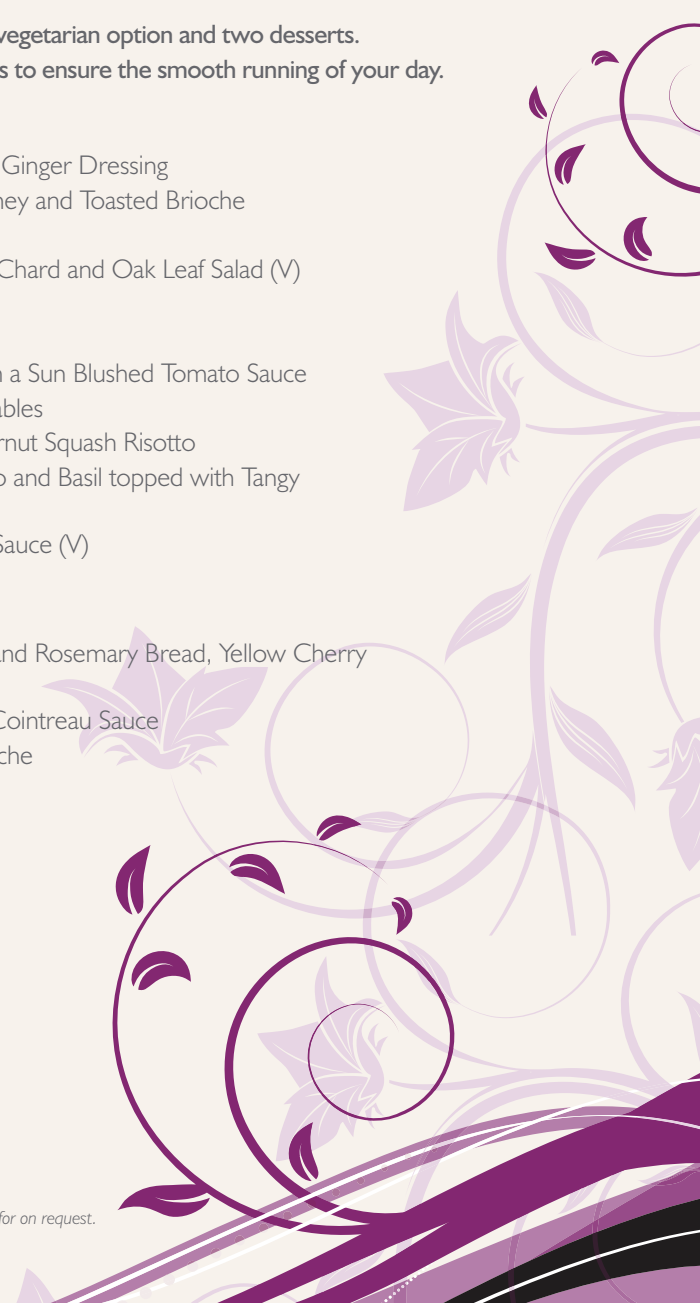 vegetarian option and two desserts.
s to ensure the smooth running of your day.
Ginger Dressing
ney and Toasted Brioche
Chard and Oak Leaf Salad (V)
a Sun Blushed Tomato Sauce
ables
rnut Squash Risotto
o and Basil topped with Tangy
Sauce (V)
and Rosemary Bread, Yellow Cherry
Cointreau Sauce
che
for on request.